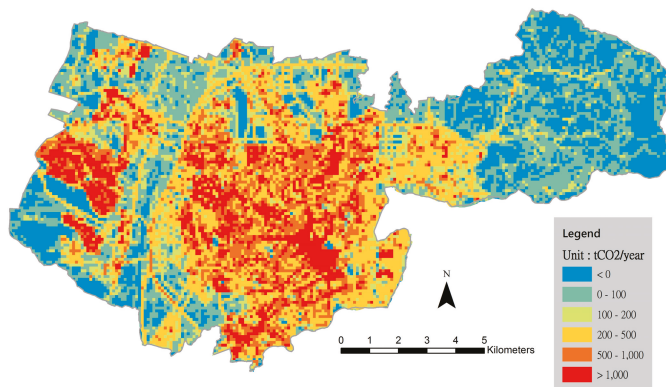 N
0 1 2 3 4 5
Kilometers
Legend
Unit : tCO2/year
< 0
0 - 100
100 - 200
200 - 500
500 - 1,000
> 1,000